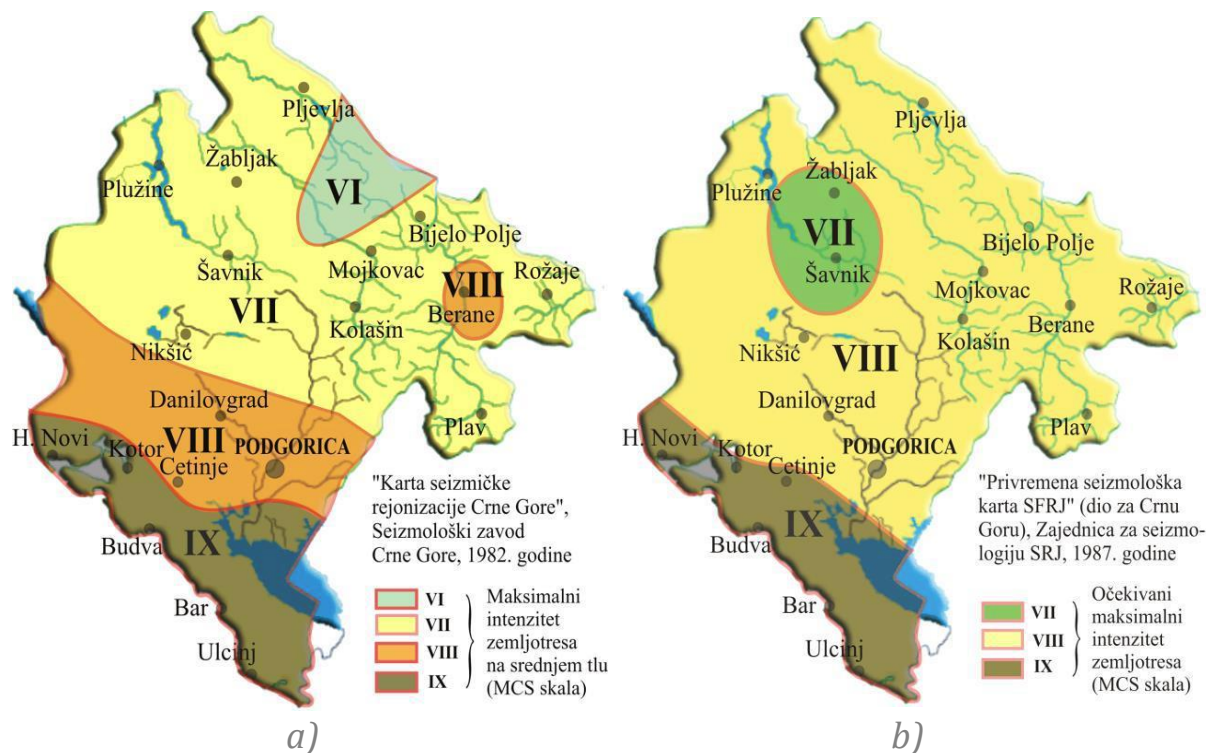 Pljevlja
Žabljak
Plužine
VI
Bijelo Polje
Šavnik
Mojkovac
VIII
Rožaje
VII
Berane
Kolašin
Nikšić
Danilovgrad
VIII
Plav
H. Novi
Kotor
PODGORICA
Cetinje
IX
Budva
Bar
Ulcinj
"Karta seizmičke
rejonizacije Crne Gore",
Seizmološki zavod
Crne Gore, 1982. godine
VI
VII
VIII
IX
Maksimalni
intenzitet
zemljotresa
na srednjem tlu
(MCS skala)
a)
Pljevlja
Žabljak
Plužine
VII
Bijelo Polje
Šavnik
Mojkovac
Rožaje
Berane
Kolašin
Nikšić
VIII
Danilovgrad
Plav
H. Novi
Kotor
PODGORICA
Cetinje
IX
Budva
Bar
Ulcinj
"Privremena seizmološka
karta SFRJ" (dio za Crnu
Goru), Zajednica za seizmo-
logiju SRJ, 1987. godine
VII
VIII
IX
Očekivani
maksimalni
intenzitet
zemljotresa
(MCS skala)
b)